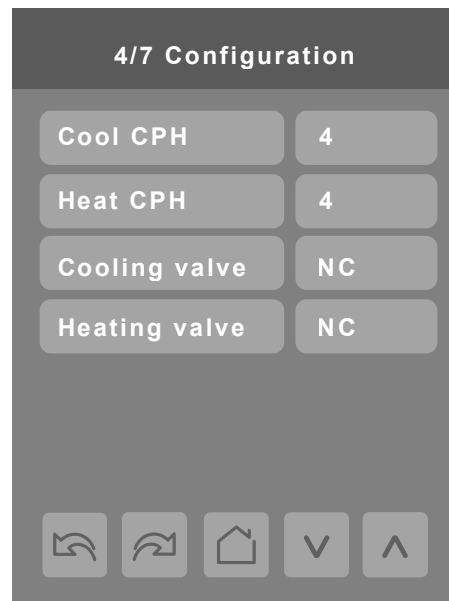 4/7 Configuration
Cool CPH 4
Heat CPH 4
Cooling valve NC
Heating valve NC